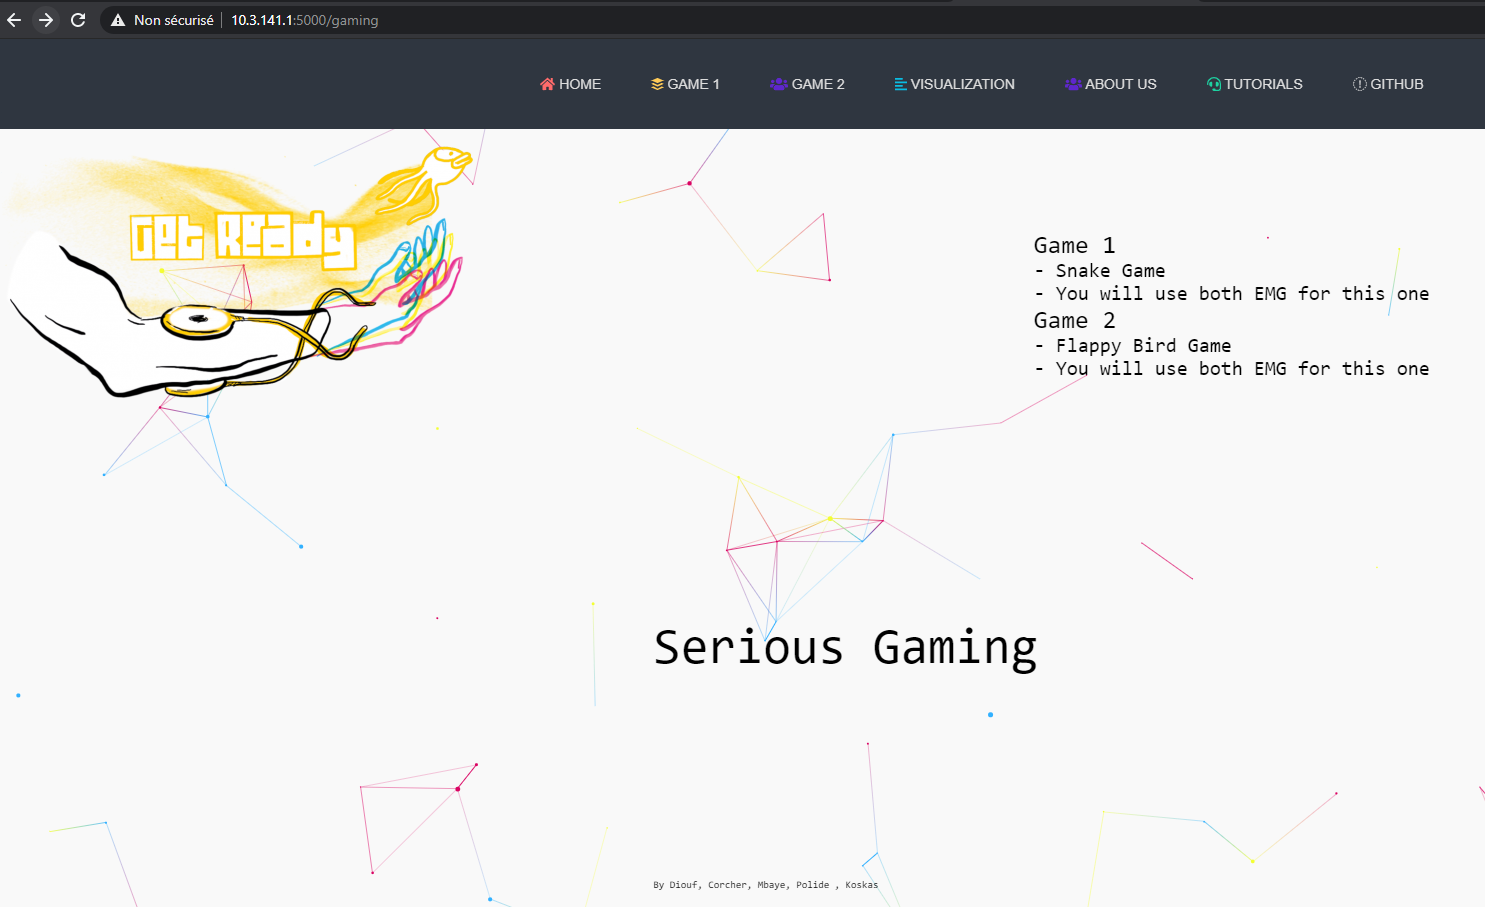 Non sécurisé | 10.3.141.1:5000/gaming
HOME GAME 1 GAME 2 VISUALIZATION ABOUT US TUTORIALS GITHUB
Get Ready
Game 1
- Snake Game
- You will use both EMG for this one
Game 2
- Flappy Bird Game
- You will use both EMG for this one
Serious Gaming
By Diouf, Corcher, Mbaye, Polide , Koskas